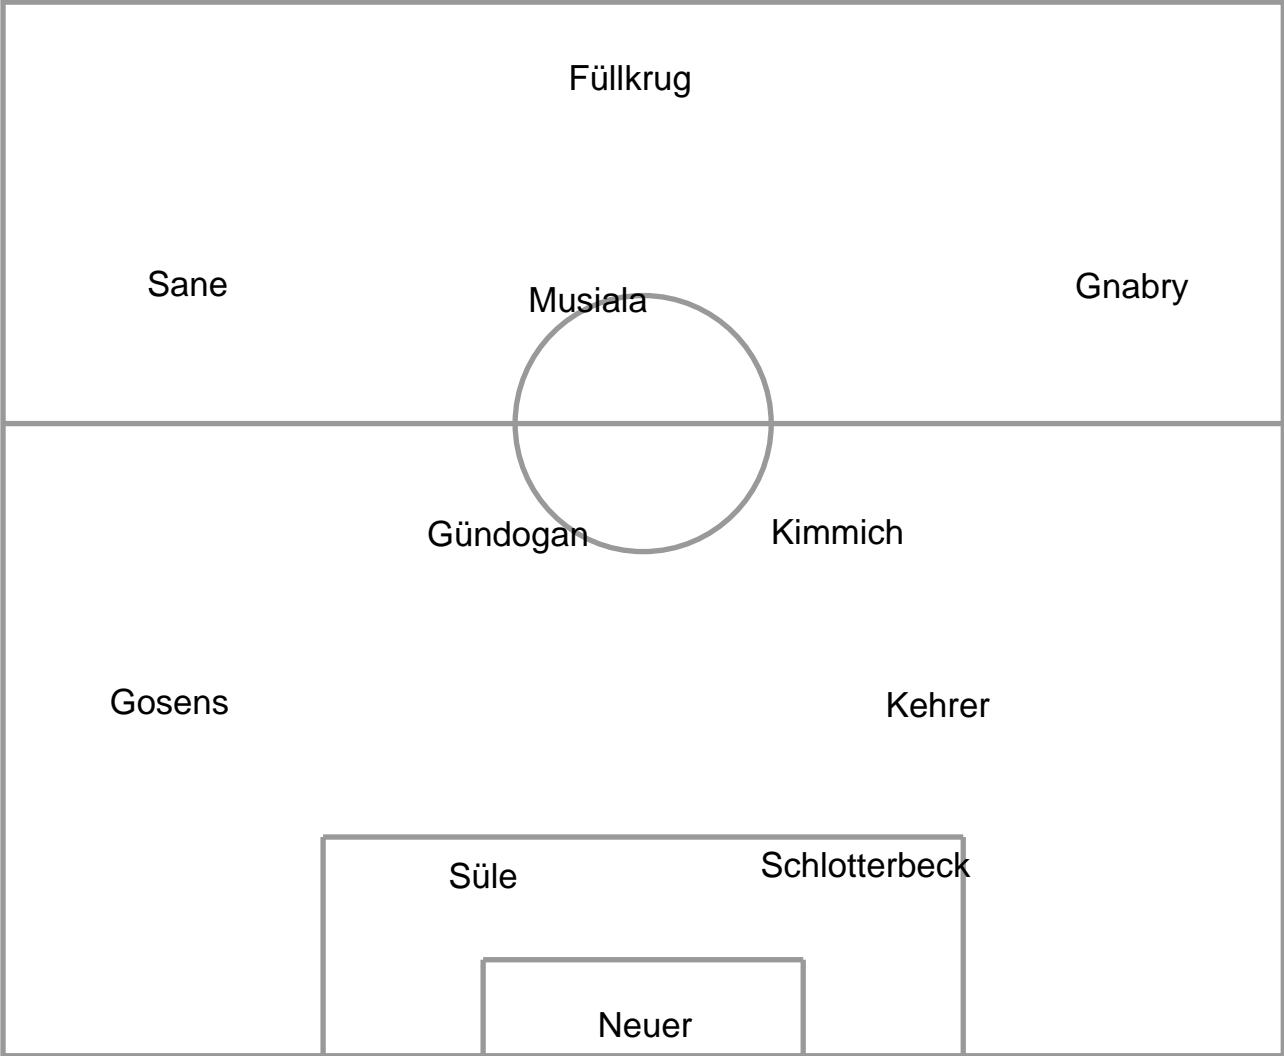 Füllkrug
Sane
Musiala
Gnabry
Gündogan
Kimmich
Gosens
Kehrer
Süle
Schlotterbeck
Neuer